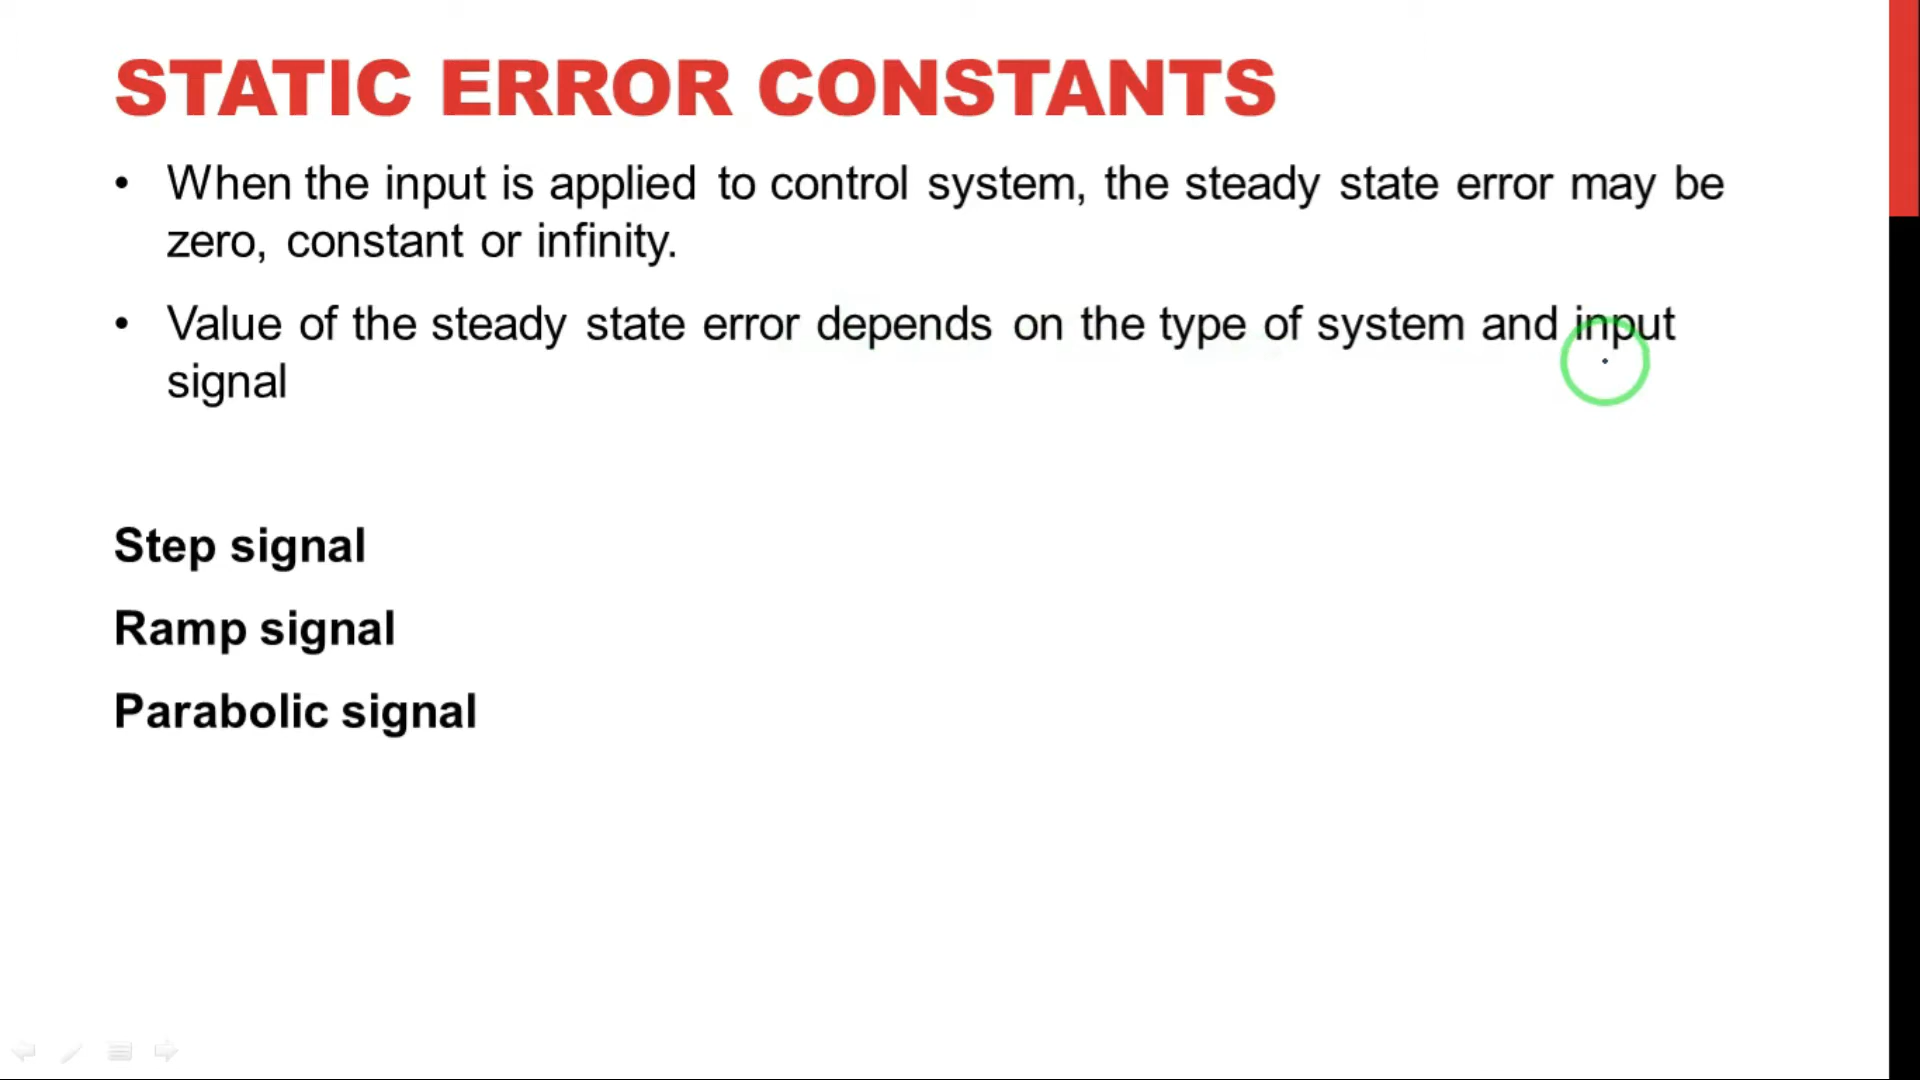 STATIC ERROR CONSTANTS
• When the input is applied to control system, the steady state error may be
zero, constant or infinity.
• Value of the steady state error depends on the type of system and input
signal
Step signal
Ramp signal
Parabolic signal